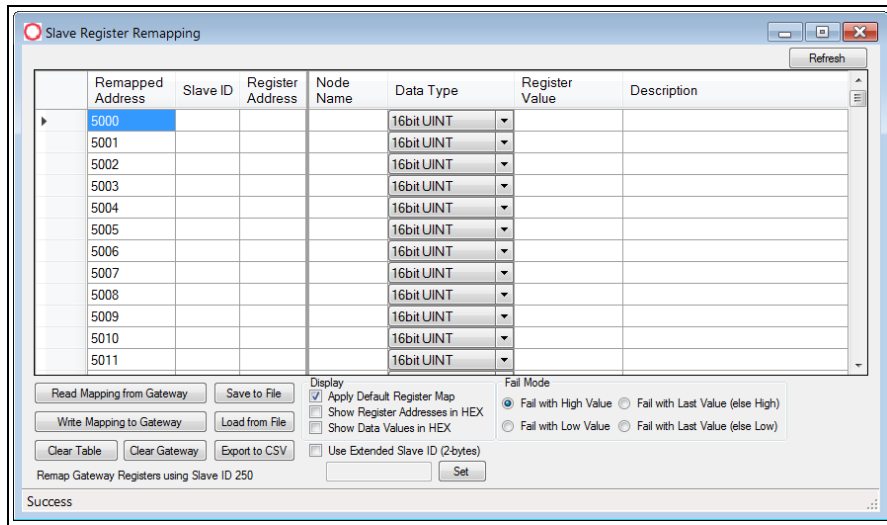 Slave Register Remapping
Refresh
Remapped Address Slave ID Register Address Node Name Data Type Register Value Description
5000 16bit UINT
5001 16bit UINT
5002 16bit UINT
5003 16bit UINT
5004 16bit UINT
5005 16bit UINT
5006 16bit UINT
5007 16bit UINT
5008 16bit UINT
5009 16bit UINT
5010 16bit UINT
5011 16bit UINT
Read Mapping from Gateway Save to File
Write Mapping to Gateway Load from File
Clear Table Clear Gateway Export to CSV
Remap Gateway Registers using Slave ID 250
Display
Apply Default Register Map
Show Register Addresses in HEX
Show Data Values in HEX
Use Extended Slave ID (2-bytes)
Set
Fail Mode
Fail with High Value Fail with Last Value (else High)
Fail with Low Value Fail with Last Value (else Low)
Success